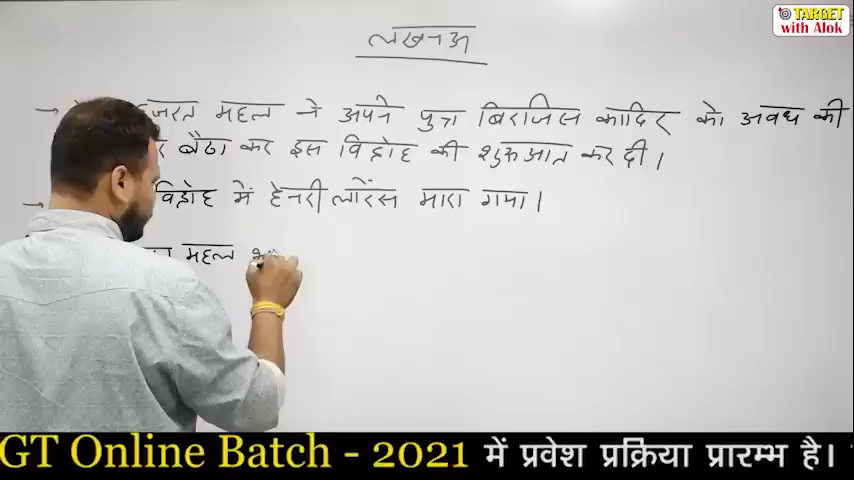 TARGET
with Alok
लखनऊ
→ हजरत महल ने अपने पुत्र बिरजिस कादिर को अवध की
बैठा कर इस विद्रोह की शुरुआत कर दी।
→ विद्रोह में हेनरी लॉरेंस मारा गया।
महल
GT Online Batch - 2021 में प्रवेश प्रक्रिया प्रारम्भ है।